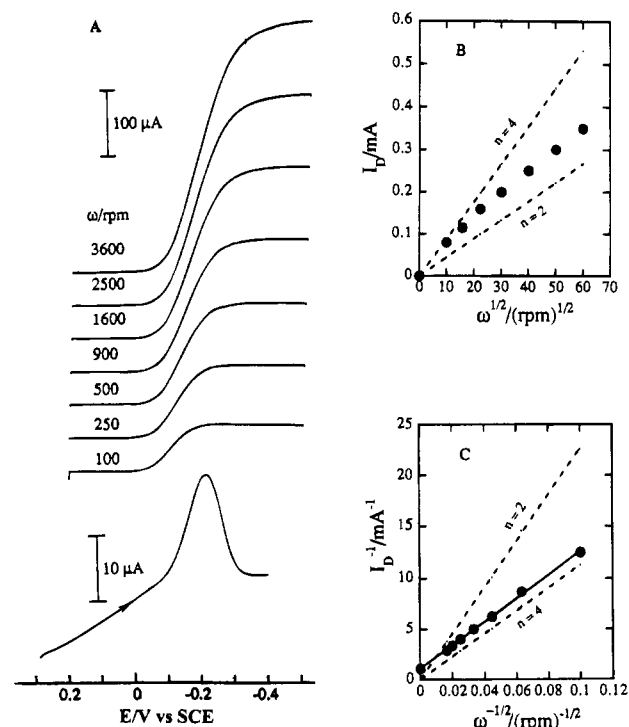 A
100 µA
ω/rpm
3600
2500
1600
900
500
250
100
10 µA
0.2 0 -0.2 -0.4
E/V vs SCE
B
0.6
0.5
0.4
0.3
0.2
0.1
0
I_D/mA
n = 4
n = 2
0 10 20 30 40 50 60 70
ω^1/2/(rpm)^1/2
C
25
20
15
10
5
0
I_D^-1/mA^-1
n = 2
n = 4
0 0.02 0.04 0.06 0.08 0.1 0.12
ω^-1/2/(rpm)^-1/2